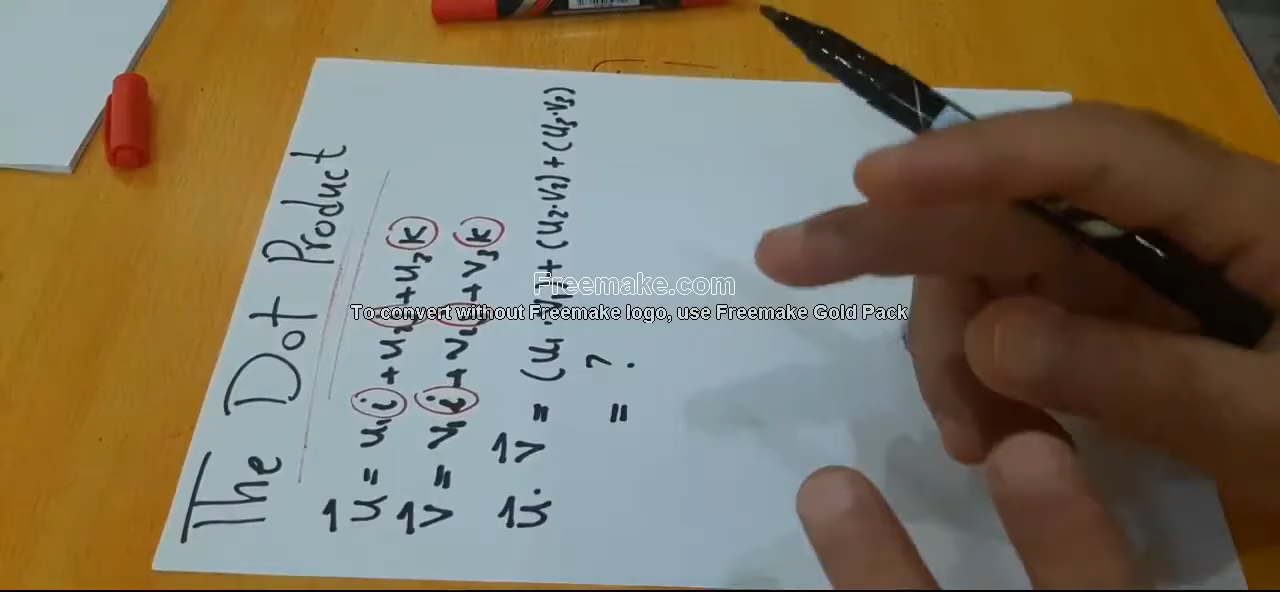 The Dot Product
u⃗ = u₁i + u₂j + u₃k
v⃗ = v₁i + v₂j + v₃k
u⃗ · v⃗ = (u₁ · v₁) + (u₂ · v₂) + (u₃ · v₃)
= ?
Freemake.com
To convert without Freemake logo, use Freemake Gold Pack